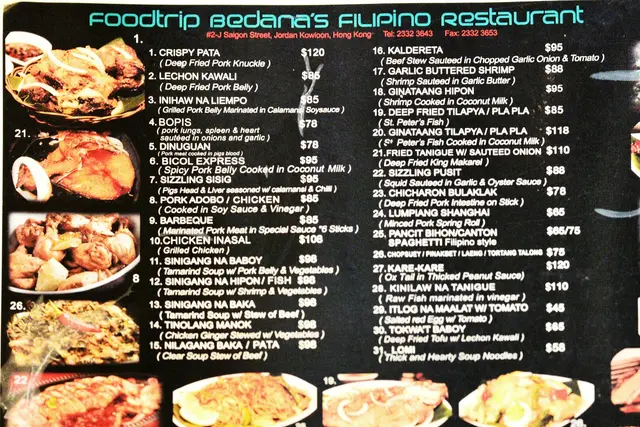 FOODTRIP BEDANA'S FILIPINO RESTAURANT
#2-J Saigon Street, Jordan Kowloon, Hong Kong Tel: 2332 3643 Fax: 2332 3653
1.
1. CRISPY PATA $120
( Deep Fried Pork Knuckle )
2. LECHON KAWALI $85
( Deep Fried Pork Belly )
3. INIHAW NA LIEMPO $85
( Grilled Pork Belly Marinated in Calamansi Soysauce )
4. BOPIS $78
( pork lungs, spleen & heart
sauteed in onions and garlic )
5. DINUGUAN $78
( Pork meat cooked in pigs blood )
6. BICOL EXPRESS $95
( Spicy Pork Belly Cooked in Coconut Milk )
7. SIZZLING SISIG $95
( Pigs Head & Liver seasoned w/ calamansi & Chilli )
8. PORK ADOBO / CHICKEN $85
( Cooked in Soy Sauce & Vinegar )
9. BARBEQUE $85
( Marinated Pork Meat in Special Sauce *5 Sticks )
10. CHICKEN INASAL $106
( Grilled Chicken )
11. SINIGANG NA BABOY $98
( Tamarind Soup w/ Pork Belly & Vegetables )
12. SINIGANG NA HIPON / FISH $98
( Tamarind Soup w/ Shrimp & Vegetables )
13. SINIGANG NA BAKA $98
( Tamarind Soup w/ Stew of Beef )
14. TINOLANG MANOK $98
( Chicken Ginger Stewed w/ Vegetables )
15. NILAGANG BAKA / PATA $98
( Clear Soup Stew of Beef )
16. KALDERETA $95
( Beef Stew Sauteed in Chopped Garlic Onion & Tomato )
17. GARLIC BUTTERED SHRIMP $88
( Shrimp Sauteed in Garlic Butter )
18. GINATAANG HIPON $95
( Shrimp Cooked in Coconut Milk )
19. DEEP FRIED TILAPYA / PLA PLA $85
( St. Peter's Fish )
20. GINATAANG TILAPYA / PLA PLA $118
( St. Peter's Fish Cooked in Coconut Milk )
21. FRIED TANIGUE W/ SAUTEED ONION $110
( Deep Fried King Makarel )
22. SIZZLING PUSIT $88
( Squid Sauteed in Garlic & Oyster Sauce )
23. CHICHARON BULAKLAK $78
( Deep Fried Pork Intestine on Stick )
24. LUMPIANG SHANGHAI $65
( Minced Pork Spring Roll )
25. PANCIT BIHON/CANTON $65/75
SPAGHETTI Filipino style
26. CHOPSUEY / PINAKBET / LAENG / TORTANG TALONG $75
27. KARE-KARE $120
( Ox Tail in Thicked Peanut Sauce )
28. KINILAW NA TANIGUE $110
( Raw Fish marinated in vinegar )
29. ITLOG NA MAALAT W/ TOMATO $45
( Salted red Egg w/ Tomato )
30. TOKWA'T BABOY $65
( Deep Fried Tofu w/ Lechon Kawali )
31. LOMI $58
( Thick and Hearty Soup Noodles )
21.
8
26.
22
19.